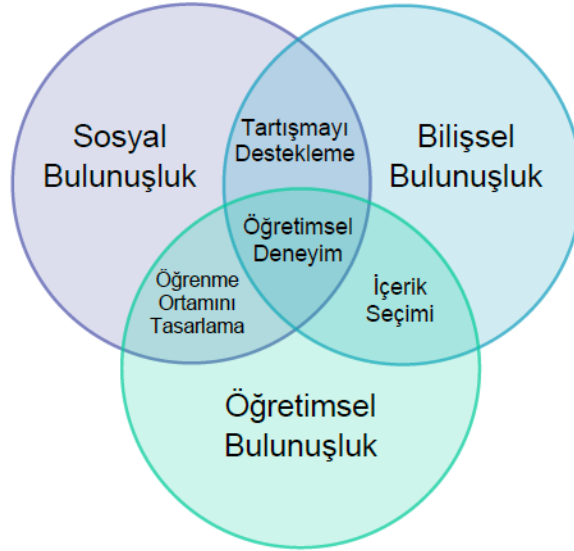 Sosyal
Bulunuşluk
Tartışmayı
Destekleme
Bilişsel
Bulunuşluk
Öğretimsel
Deneyim
Öğrenme
Ortamını
Tasarlama
İçerik
Seçimi
Öğretimsel
Bulunuşluk